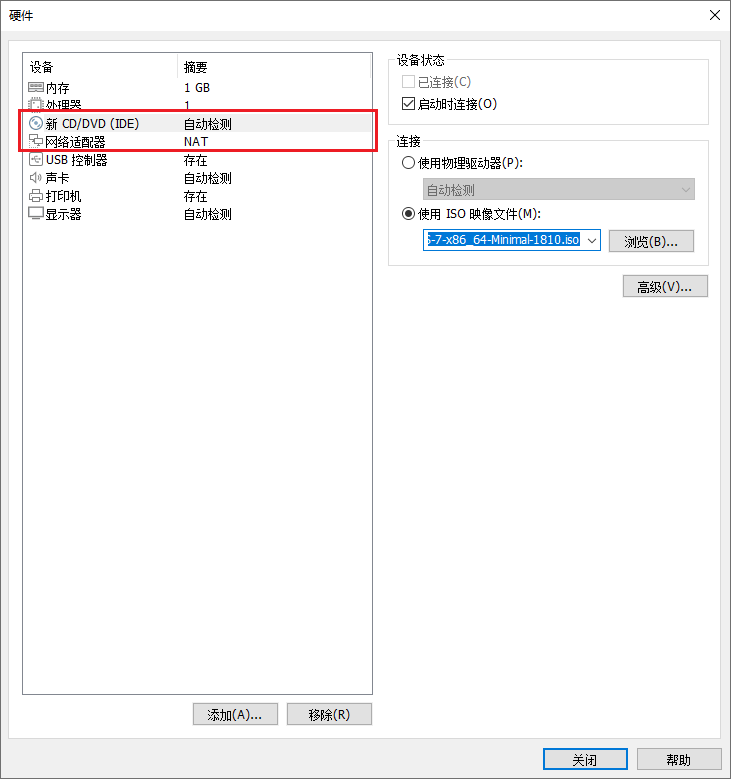 硬件
设备 摘要
内存 1 GB
处理器 1
新 CD/DVD (IDE) 自动检测
网络适配器 NAT
USB 控制器 存在
声卡 自动检测
打印机 存在
显示器 自动检测
添加(A)... 移除(R)
设备状态
已连接(C)
启动时连接(O)
连接
使用物理驱动器(P):
自动检测
使用 ISO 映像文件(M):
S-7-x86_64-Minimal-1810.iso 浏览(B)...
高级(V)...
关闭 帮助